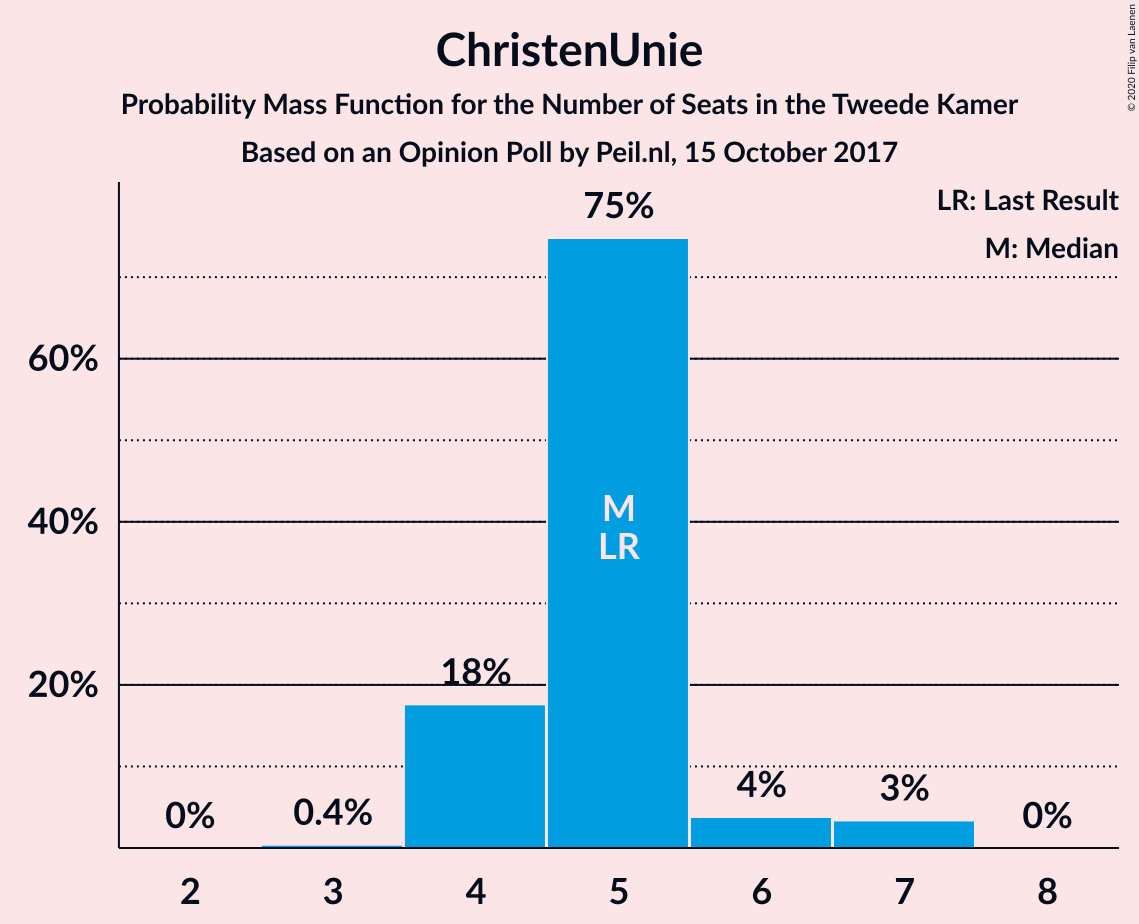 ChristenUnie
Probability Mass Function for the Number of Seats in the Tweede Kamer
Based on an Opinion Poll by Peil.nl, 15 October 2017
© 2020 Filip van Laenen
LR: Last Result
M: Median
75%
60%
40%
20%
M
LR
18%
0%
0.4%
4%
3%
0%
2 3 4 5 6 7 8